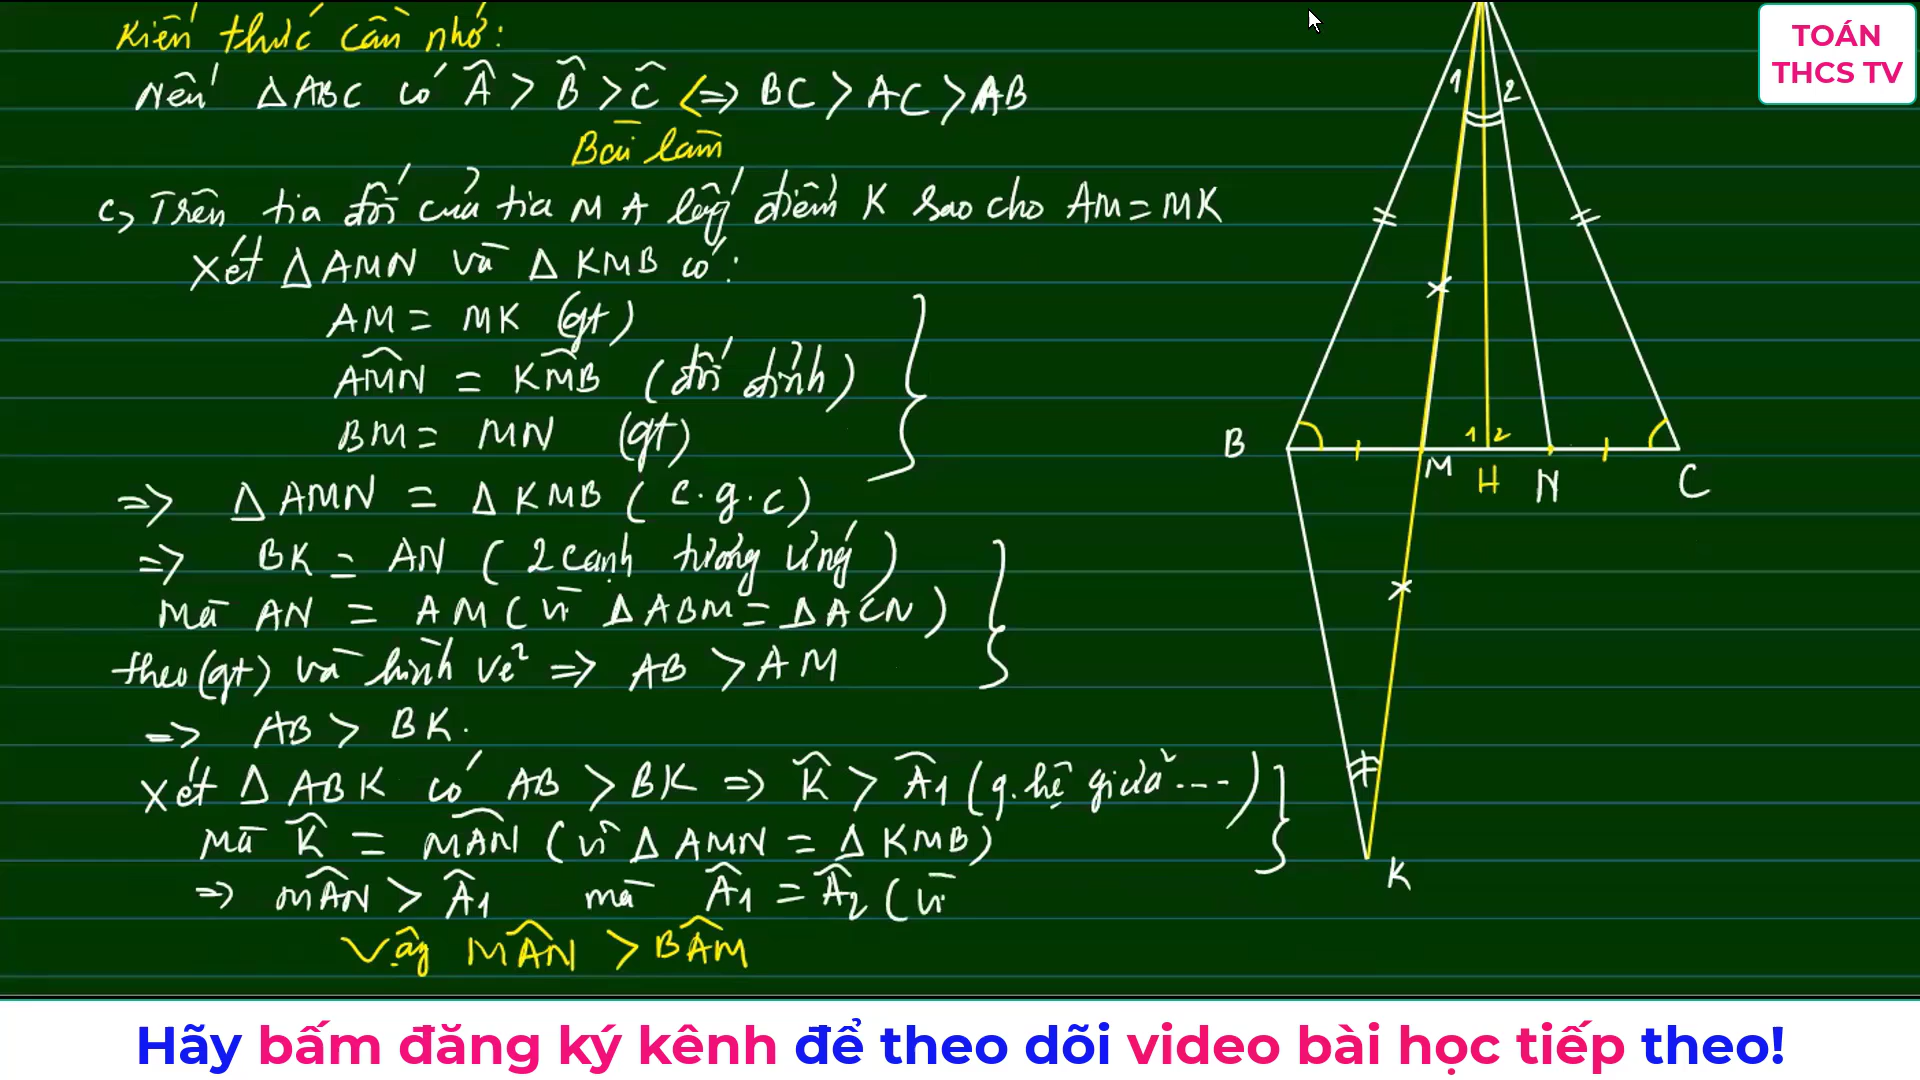 Kiến thức cần nhớ:
Nếu ΔABC có Â > B̂ > Ĉ <=> BC > AC > AB
Bài làm
c, Trên tia đối của tia MA lấy điểm K sao cho AM = MK
Xét ΔAMN và ΔKMB có:
AM = MK (gt)
AMN̂ = KMB̂ (đối đỉnh)
BM = MN (gt)
=> ΔAMN = ΔKMB (c.g.c)
=> BK = AN (2 cạnh tương ứng)
Mà AN = AM (vì ΔABM = ΔACN)
theo (gt) và hình vẽ => AB > AM
=> AB > BK.
Xét ΔABK có AB > BK => K̂ > Â1 (q.hệ giữa ---)
Mà K̂ = MAN̂ (vì ΔAMN = ΔKMB)
=> MAN̂ > Â1 mà Â1 = Â2 (vì
Vậy MAN̂ > BAM̂
1 2
B M 1 2 H N C
K
TOÁN
THCS TV
Hãy bấm đăng ký kênh để theo dõi video bài học tiếp theo!